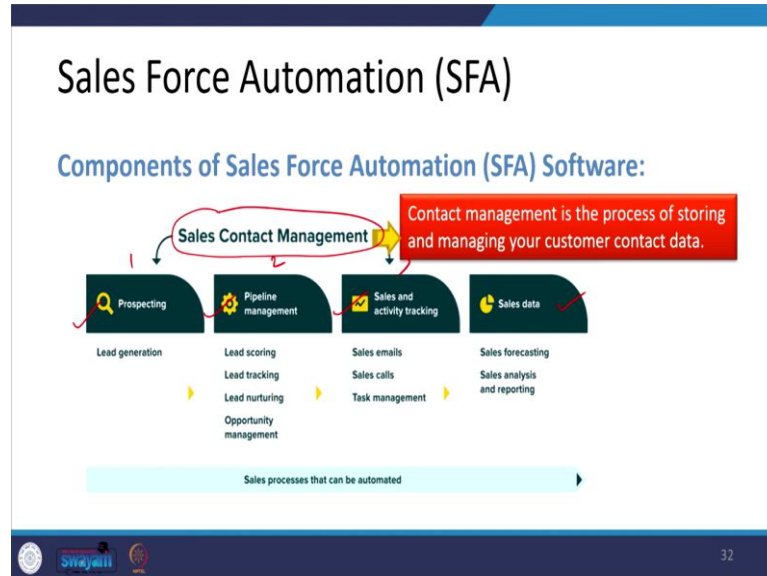 Sales Force Automation (SFA)
Components of Sales Force Automation (SFA) Software:
Sales Contact Management
Contact management is the process of storing
and managing your customer contact data.
1
2
Prospecting
Lead generation
Pipeline
management
Lead scoring
Lead tracking
Lead nurturing
Opportunity
management
Sales and
activity tracking
Sales emails
Sales calls
Task management
Sales data
Sales forecasting
Sales analysis
and reporting
Sales processes that can be automated
swayam
32